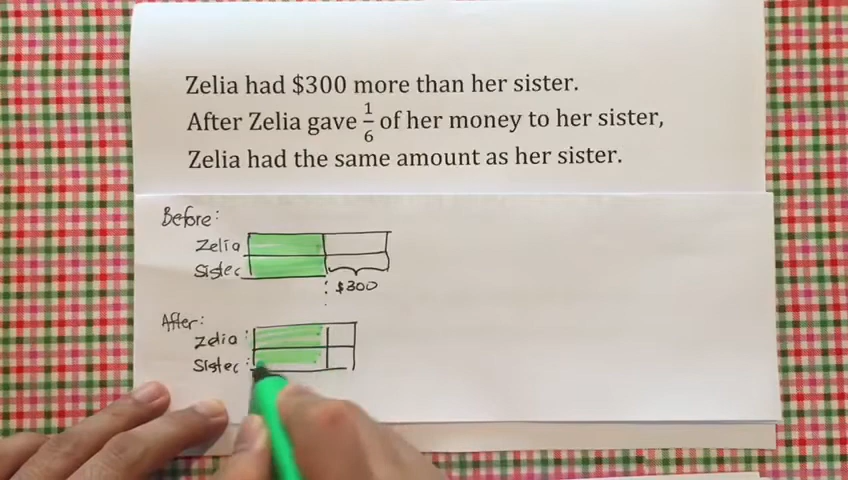 Zelia had $300 more than her sister.
After Zelia gave 1/6 of her money to her sister,
Zelia had the same amount as her sister.
Before:
Zelia
Sister
$300
After:
Zelia :
Sister :